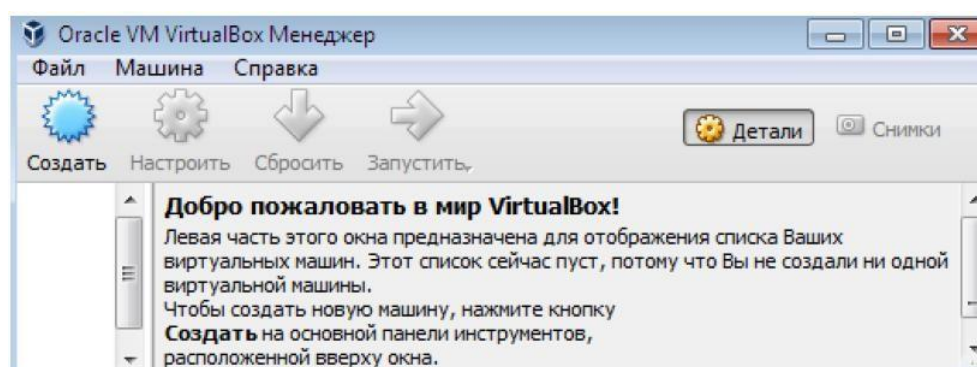 Oracle VM VirtualBox Менеджер
Файл Машина Справка
Создать Настроить Сбросить Запустить
Детали Снимки
Добро пожаловать в мир VirtualBox!
Левая часть этого окна предназначена для отображения списка Ваших
виртуальных машин. Этот список сейчас пуст, потому что Вы не создали ни одной
виртуальной машины.
Чтобы создать новую машину, нажмите кнопку
Создать на основной панели инструментов,
расположенной вверху окна.